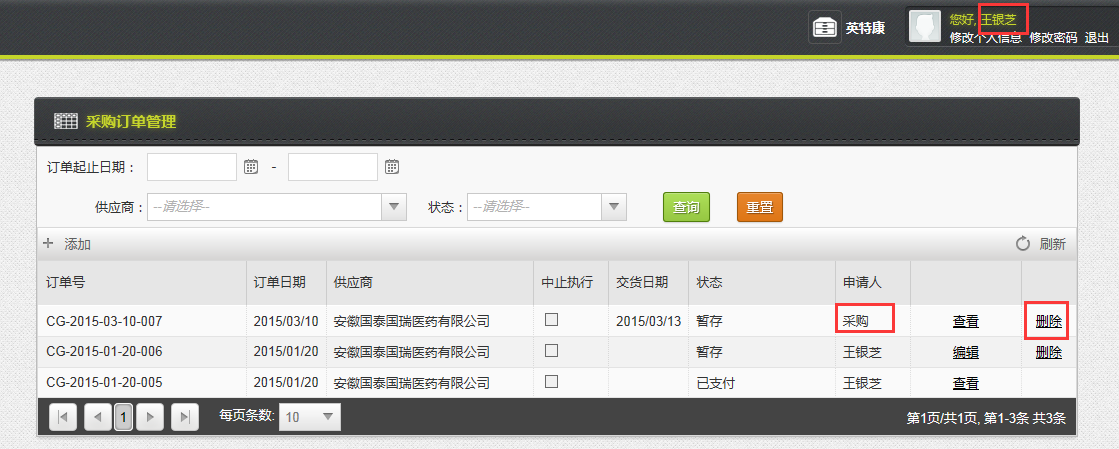 英特康
您好, 王银芝
修改个人信息 修改密码 退出
采购订单管理
订单起止日期： -
供应商： --请选择-- 状态： --请选择-- 查询 重置
添加 刷新
订单号 订单日期 供应商 中止执行 交货日期 状态 申请人
CG-2015-03-10-007 2015/03/10 安徽国泰国瑞医药有限公司 2015/03/13 暂存 采购 查看 删除
CG-2015-01-20-006 2015/01/20 安徽国泰国瑞医药有限公司 暂存 王银芝 编辑 删除
CG-2015-01-20-005 2015/01/20 安徽国泰国瑞医药有限公司 已支付 王银芝 查看
1 每页条数: 10 第1页/共1页, 第1-3条 共3条